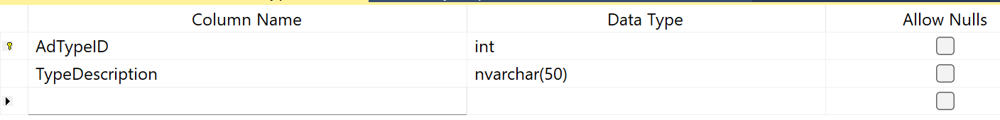 Column Name Data Type Allow Nulls
AdTypeID int
TypeDescription nvarchar(50)